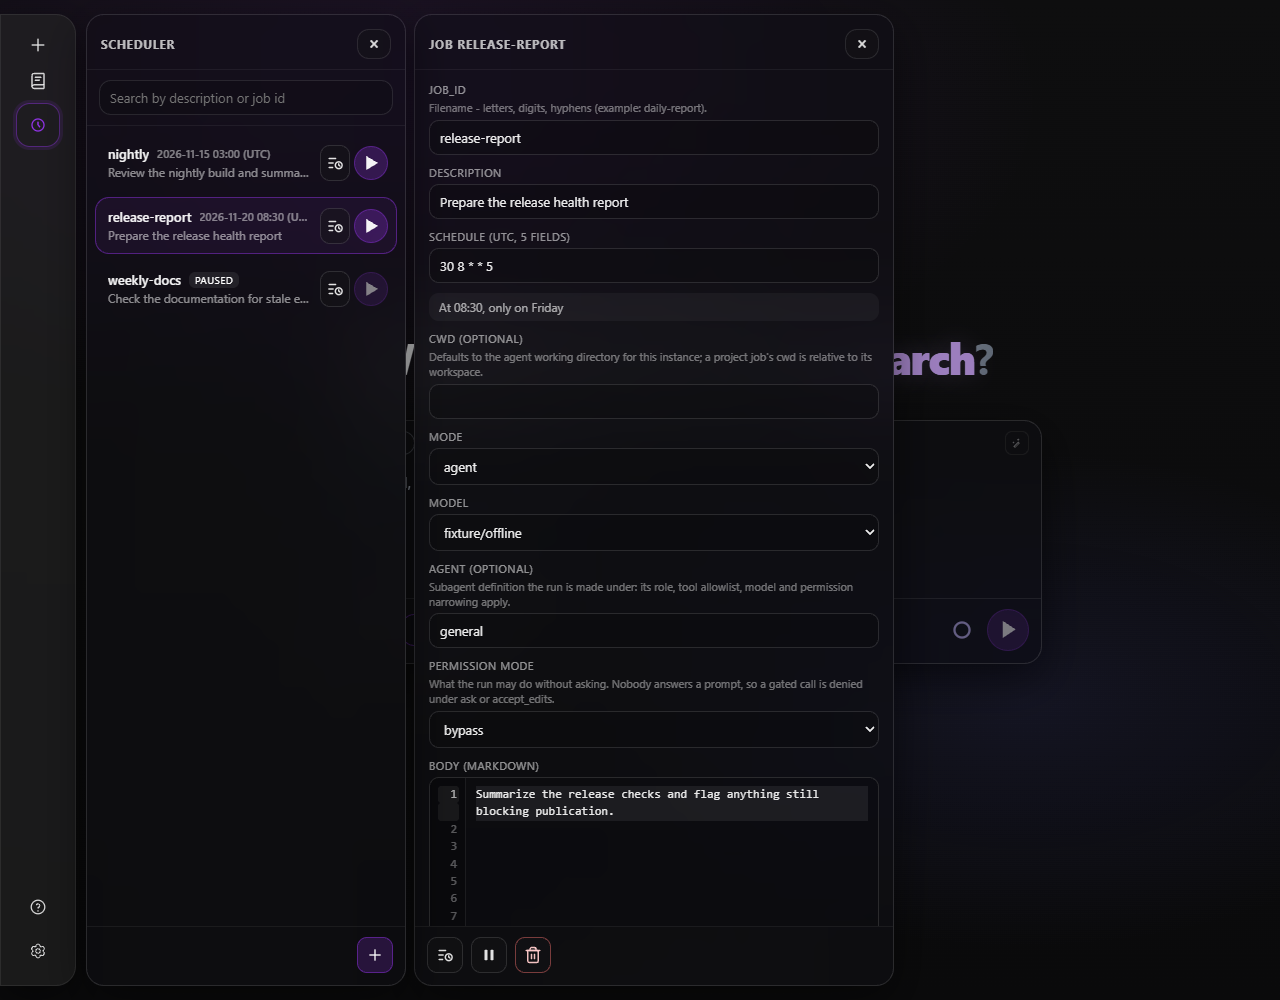 SCHEDULER
Search by description or job id
nightly 2026-11-15 03:00 (UTC)
Review the nightly build and summa...
release-report 2026-11-20 08:30 (U...
Prepare the release health report
weekly-docs PAUSED
Check the documentation for stale e...
JOB RELEASE-REPORT
JOB_ID
Filename - letters, digits, hyphens (example: daily-report).
release-report
DESCRIPTION
Prepare the release health report
SCHEDULE (UTC, 5 FIELDS)
30 8 * * 5
At 08:30, only on Friday
CWD (OPTIONAL)
Defaults to the agent working directory for this instance; a project job's cwd is relative to its
workspace.
MODE
agent
MODEL
fixture/offline
AGENT (OPTIONAL)
Subagent definition the run is made under: its role, tool allowlist, model and permission
narrowing apply.
general
PERMISSION MODE
What the run may do without asking. Nobody answers a prompt, so a gated call is denied
under ask or accept_edits.
bypass
BODY (MARKDOWN)
1 Summarize the release checks and flag anything still
blocking publication.
2
3
4
5
6
7
arch?